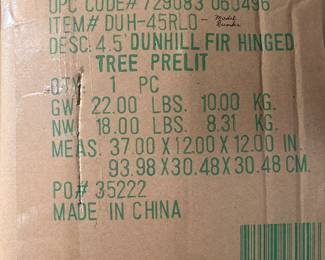 UPC CODE# 729083 060496
ITEM# DUH-45RLO- Model Number
DESC. 4.5' DUNHILL FIR HINGED
TREE PRELIT
QTY. 1 PC
GW 22.00 LBS. 10.00 KG.
NW. 18.00 LBS. 8.31 KG.
MEAS. 37.00 X 12.00 X 12.00 IN.
93.98 X 30.48 X 30.48 CM.
PO# 35222
MADE IN CHINA